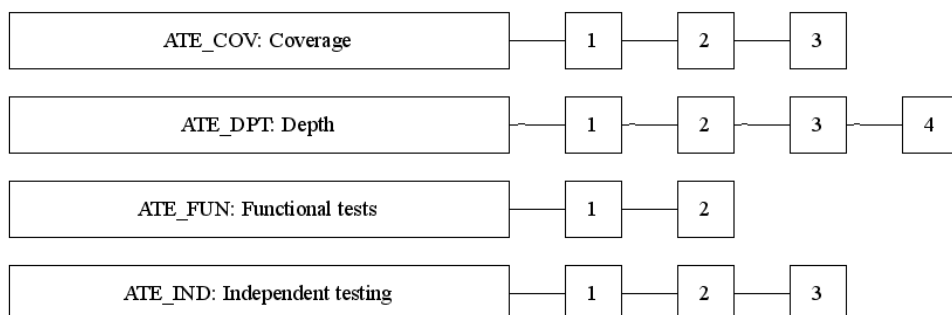 ATE_COV: Coverage 1 2 3
ATE_DPT: Depth 1 2 3 4
ATE_FUN: Functional tests 1 2
ATE_IND: Independent testing 1 2 3